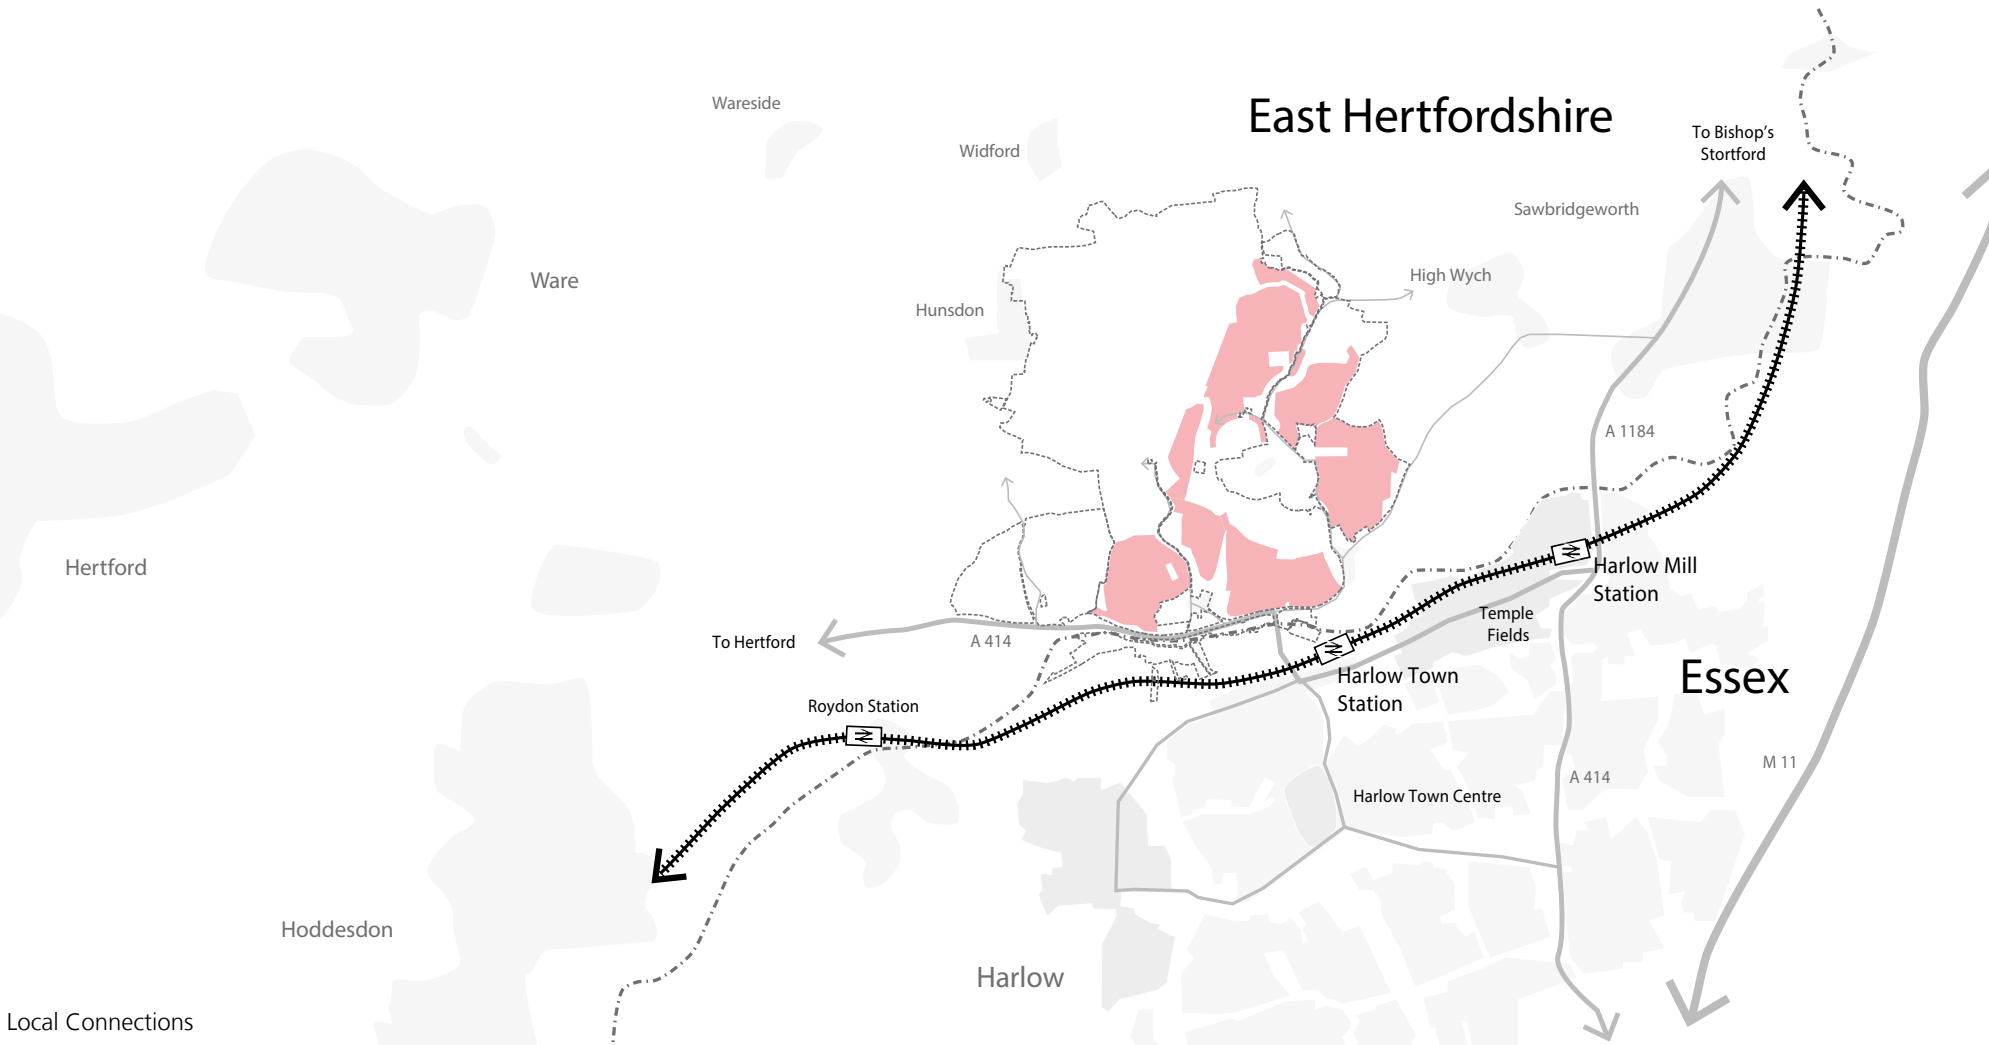 Wareside
East Hertfordshire
To Bishop's
Stortford
Widford
Sawbridgeworth
High Wych
Ware
Hunsdon
A 1184
Hertford
Harlow Mill
Station
Temple
Fields
To Hertford
A 414
Essex
Harlow Town
Station
Roydon Station
M 11
A 414
Harlow Town Centre
Hoddesdon
Harlow
Local Connections